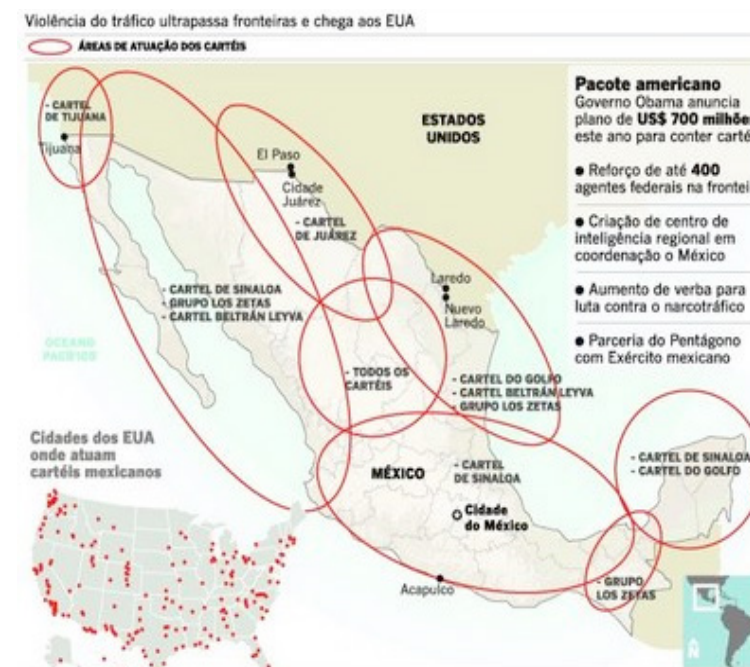 Violência do tráfico ultrapassa fronteiras e chega aos EUA
ÁREAS DE ATUAÇÃO DOS CARTÉIS
- CARTEL
DE TIJUANA
Tijuana
El Paso
Cidade
Juárez
- CARTEL
DE JUÁREZ
ESTADOS
UNIDOS
- CARTEL DE SINALOA
- GRUPO LOS ZETAS
- CARTEL BELTRÁN LEYVA
Laredo
Nuevo
Laredo
OCEANO
PACÍFICO
- TODOS OS
CARTÉIS
- CARTEL DO GOLFO
- CARTEL BELTRÁN LEYVA
- GRUPO LOS ZETAS
MÉXICO
- CARTEL
DE SINALOA
Cidade
do México
Acapulco
- CARTEL DE SINALOA
- CARTEL DO GOLFO
- GRUPO
LOS ZETAS
Pacote americano
Governo Obama anuncia
plano de US$ 700 milhões
este ano para conter carté
● Reforço de até 400
agentes federais na frontei
● Criação de centro de
inteligência regional em
coordenação o México
● Aumento de verba para
luta contra o narcotráfico
● Parceria do Pentágono
com Exército mexicano
Cidades dos EUA
onde atuam
cartéis mexicanos
N